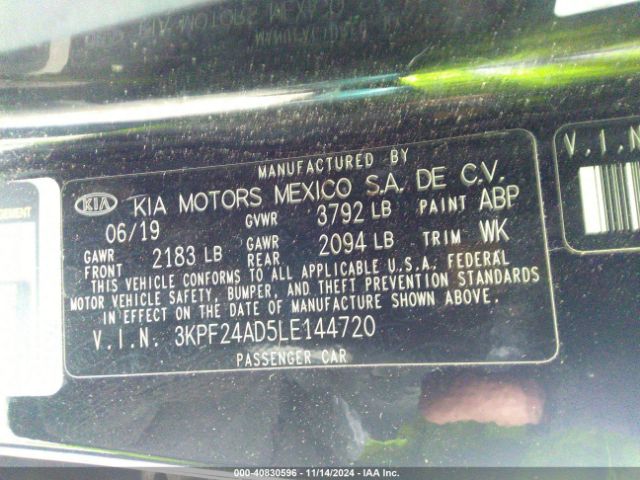 MANUFACTURED BY
KIA KIA MOTORS MEXICO S.A. DE C.V.
06/19 GVWR 3792 LB PAINT ABP
GAWR FRONT 2183 LB GAWR REAR 2094 LB TRIM WK
THIS VEHICLE CONFORMS TO ALL APPLICABLE U.S.A. FEDERAL
MOTOR VEHICLE SAFETY, BUMPER, AND THEFT PREVENTION STANDARDS
IN EFFECT ON THE DATE OF MANUFACTURE SHOWN ABOVE.
V.I.N. 3KPF24AD5LE144720
PASSENGER CAR
V.I.N
000-40830596 - 11/14/2024 - IAA Inc.